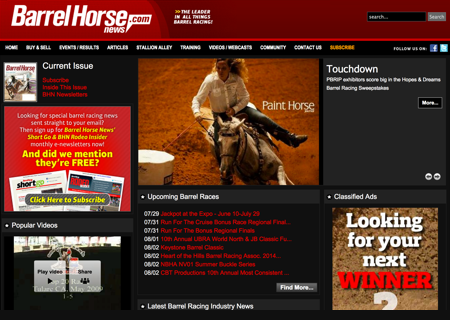 BarrelHorse
news
.com
THE LEADER
IN ALL THINGS
BARREL RACING
search...
Search
HOME BUY & SELL EVENTS / RESULTS ARTICLES STALLION ALLEY TRAINING VIDEOS / WEBCASTS COMMUNITY CONTACT US SUBSCRIBE
FOLLOW US ON:
Current Issue
Subscribe
Inside This Issue
BHN Newsletters
Looking for special barrel racing news
sent straight to your email?
Then sign up for Barrel Horse News'
Short Go & BHN Rodeo Insider
monthly e-newsletters now!
And did we mention
they're FREE?
short go
Click Here to Subscribe
Popular Videos
Play video
Share
Paint Horse
Touchdown
PBRIP exhibitors score big in the Hopes & Dreams
Barrel Racing Sweepstakes
More...
Upcoming Barrel Races
07/29 Jackpot at the Expo - June 10-July 29
07/31 Run For The Cruise Bonus Race Regional Final...
07/31 Run For The Bonus Regional Finals
08/01 10th Annual USRA World North & JB Classic Fu...
08/02 Keystone Barrel Classic
08/02 Heart of the Hills Barrel Racing Assoc. 2014...
08/02 NBHA NV01 Summer Buckle Series
08/02 CBT Productions 10th Annual Most Consistent ...
Find More...
Latest Barrel Racing Industry News
Classified Ads
Looking
for your
next
WINNER
?